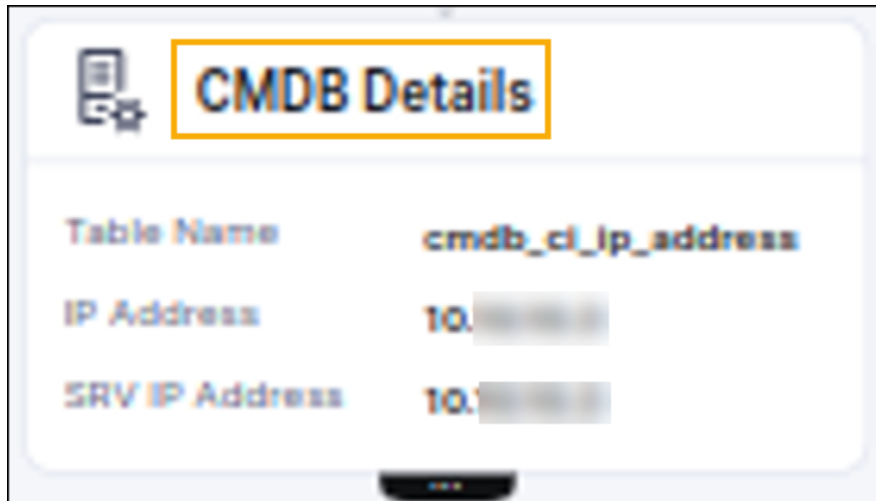 CMDB Details
Table Name cmdb_ci_ip_address
IP Address 10.
SRV IP Address 10.